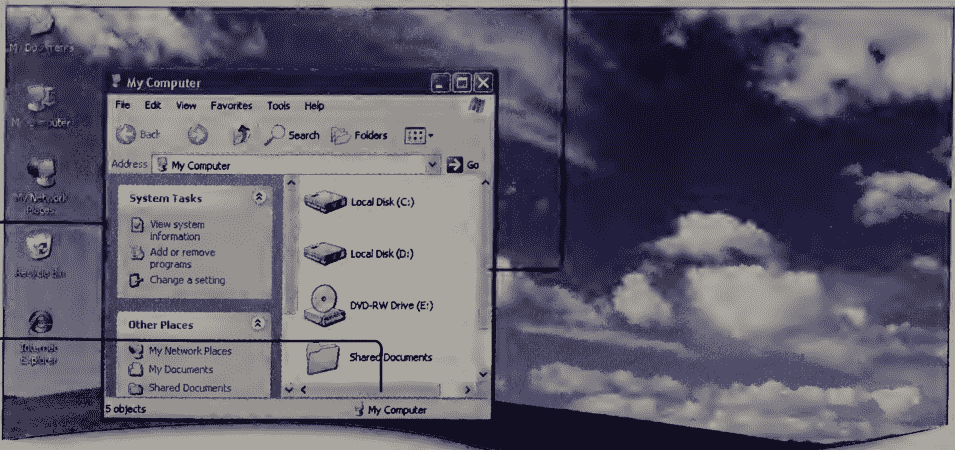 My Documents
My Computer
My Network
Places
Recycle Bin
Internet
Explorer
My Computer
File Edit View Favorites Tools Help
Back Search Folders
Address My Computer Go
System Tasks
View system
information
Add or remove
programs
Change a setting
Other Places
My Network Places
My Documents
Shared Documents
Local Disk (C:)
Local Disk (D:)
DVD-RW Drive (E:)
Shared Documents
5 objects My Computer